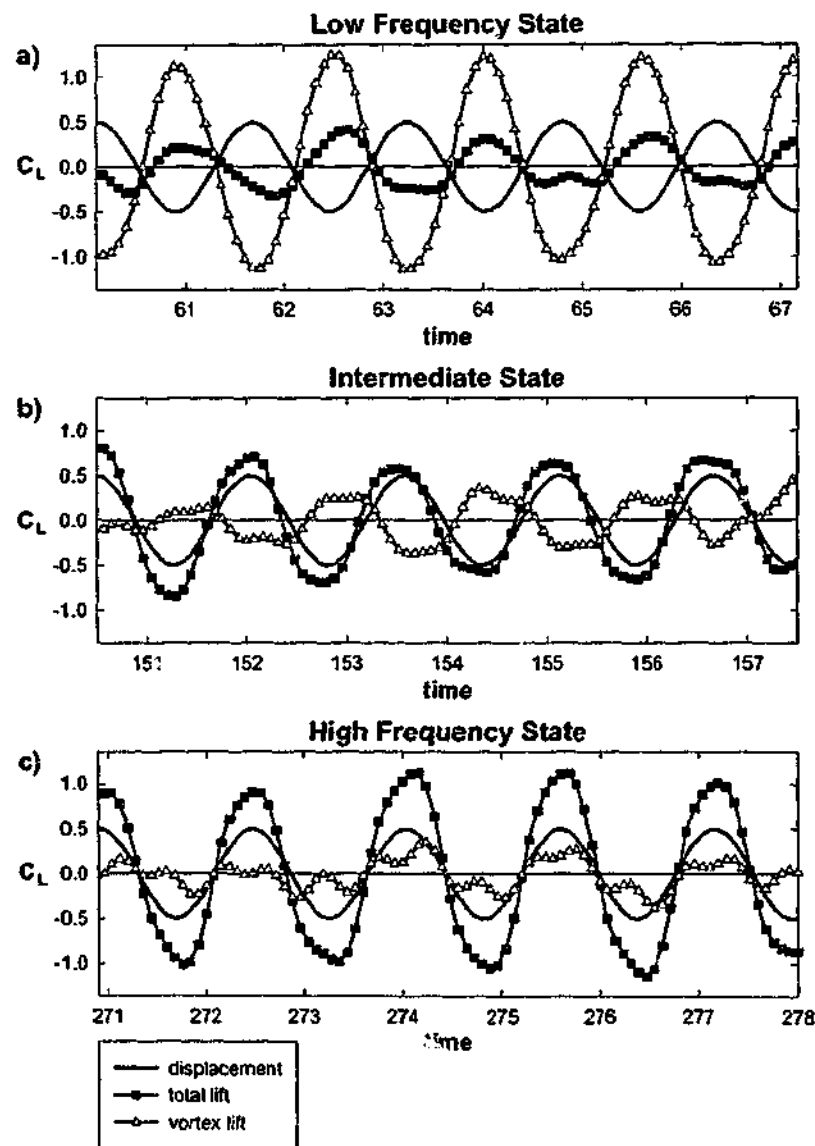 Low Frequency State
a)
1.0
0.5
C_L 0.0
-0.5
-1.0
61 62 63 64 65 66 67
time
Intermediate State
b)
1.0
0.5
C_L 0.0
-0.5
-1.0
151 152 153 154 155 156 157
time
High Frequency State
c)
1.0
0.5
C_L 0.0
-0.5
-1.0
271 272 273 274 275 276 277 278
time
displacement
total lift
vortex lift